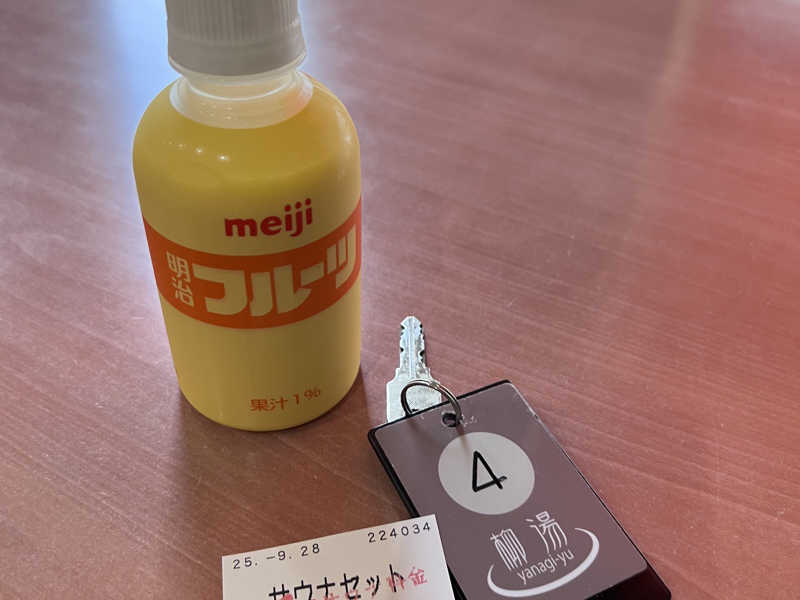 meiji
明治 フルーツ
果汁1%
4
柳湯
yanagi-yu
25.-9.28 224034
サウナセット